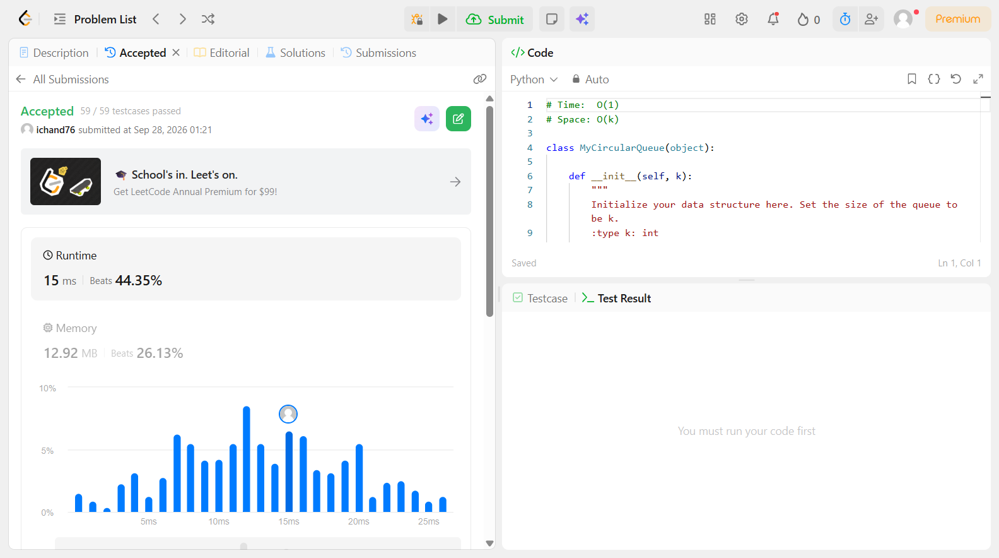 Problem List
Submit
0
Premium
Description
Accepted
Editorial
Solutions
Submissions
All Submissions
Accepted 59 / 59 testcases passed
ichand76 submitted at Sep 28, 2026 01:21
School's in. Leet's on.
Get LeetCode Annual Premium for $99!
Runtime
15 ms Beats 44.35%
Memory
12.92 MB Beats 26.13%
10%
5%
0%
5ms 10ms 15ms 20ms 25ms
Code
Python Auto
1 # Time:  O(1)
2 # Space: O(k)
3
4 class MyCircularQueue(object):
5
6 def __init__(self, k):
7 """
8 Initialize your data structure here. Set the size of the queue to
be k.
9 :type k: int
Saved
Ln 1, Col 1
Testcase
Test Result
You must run your code first